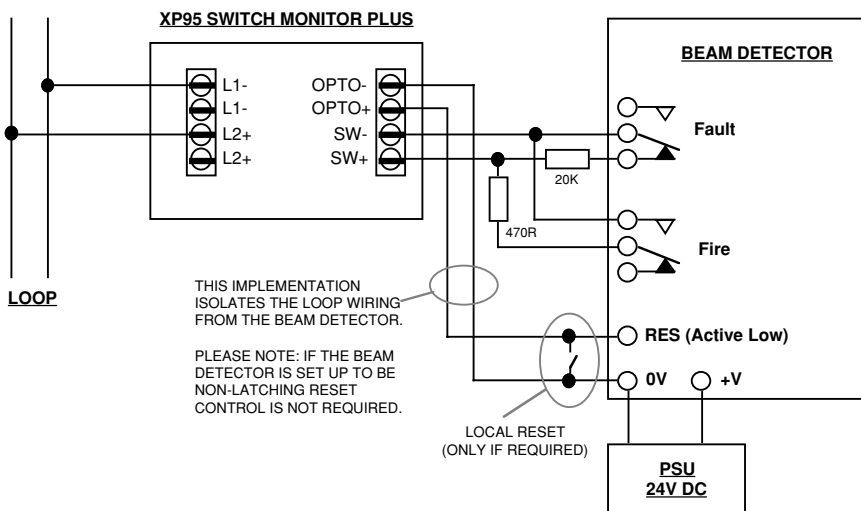 XP95 SWITCH MONITOR PLUS
BEAM DETECTOR
L1-
L1-
L2+
L2+
OPTO-
OPTO+
SW-
SW+
Fault
20K
470R
Fire
LOOP
THIS IMPLEMENTATION
ISOLATES THE LOOP WIRING
FROM THE BEAM DETECTOR.
PLEASE NOTE: IF THE BEAM
DETECTOR IS SET UP TO BE
NON-LATCHING RESET
CONTROL IS NOT REQUIRED.
RES (Active Low)
0V
+V
LOCAL RESET
(ONLY IF REQUIRED)
PSU
24V DC